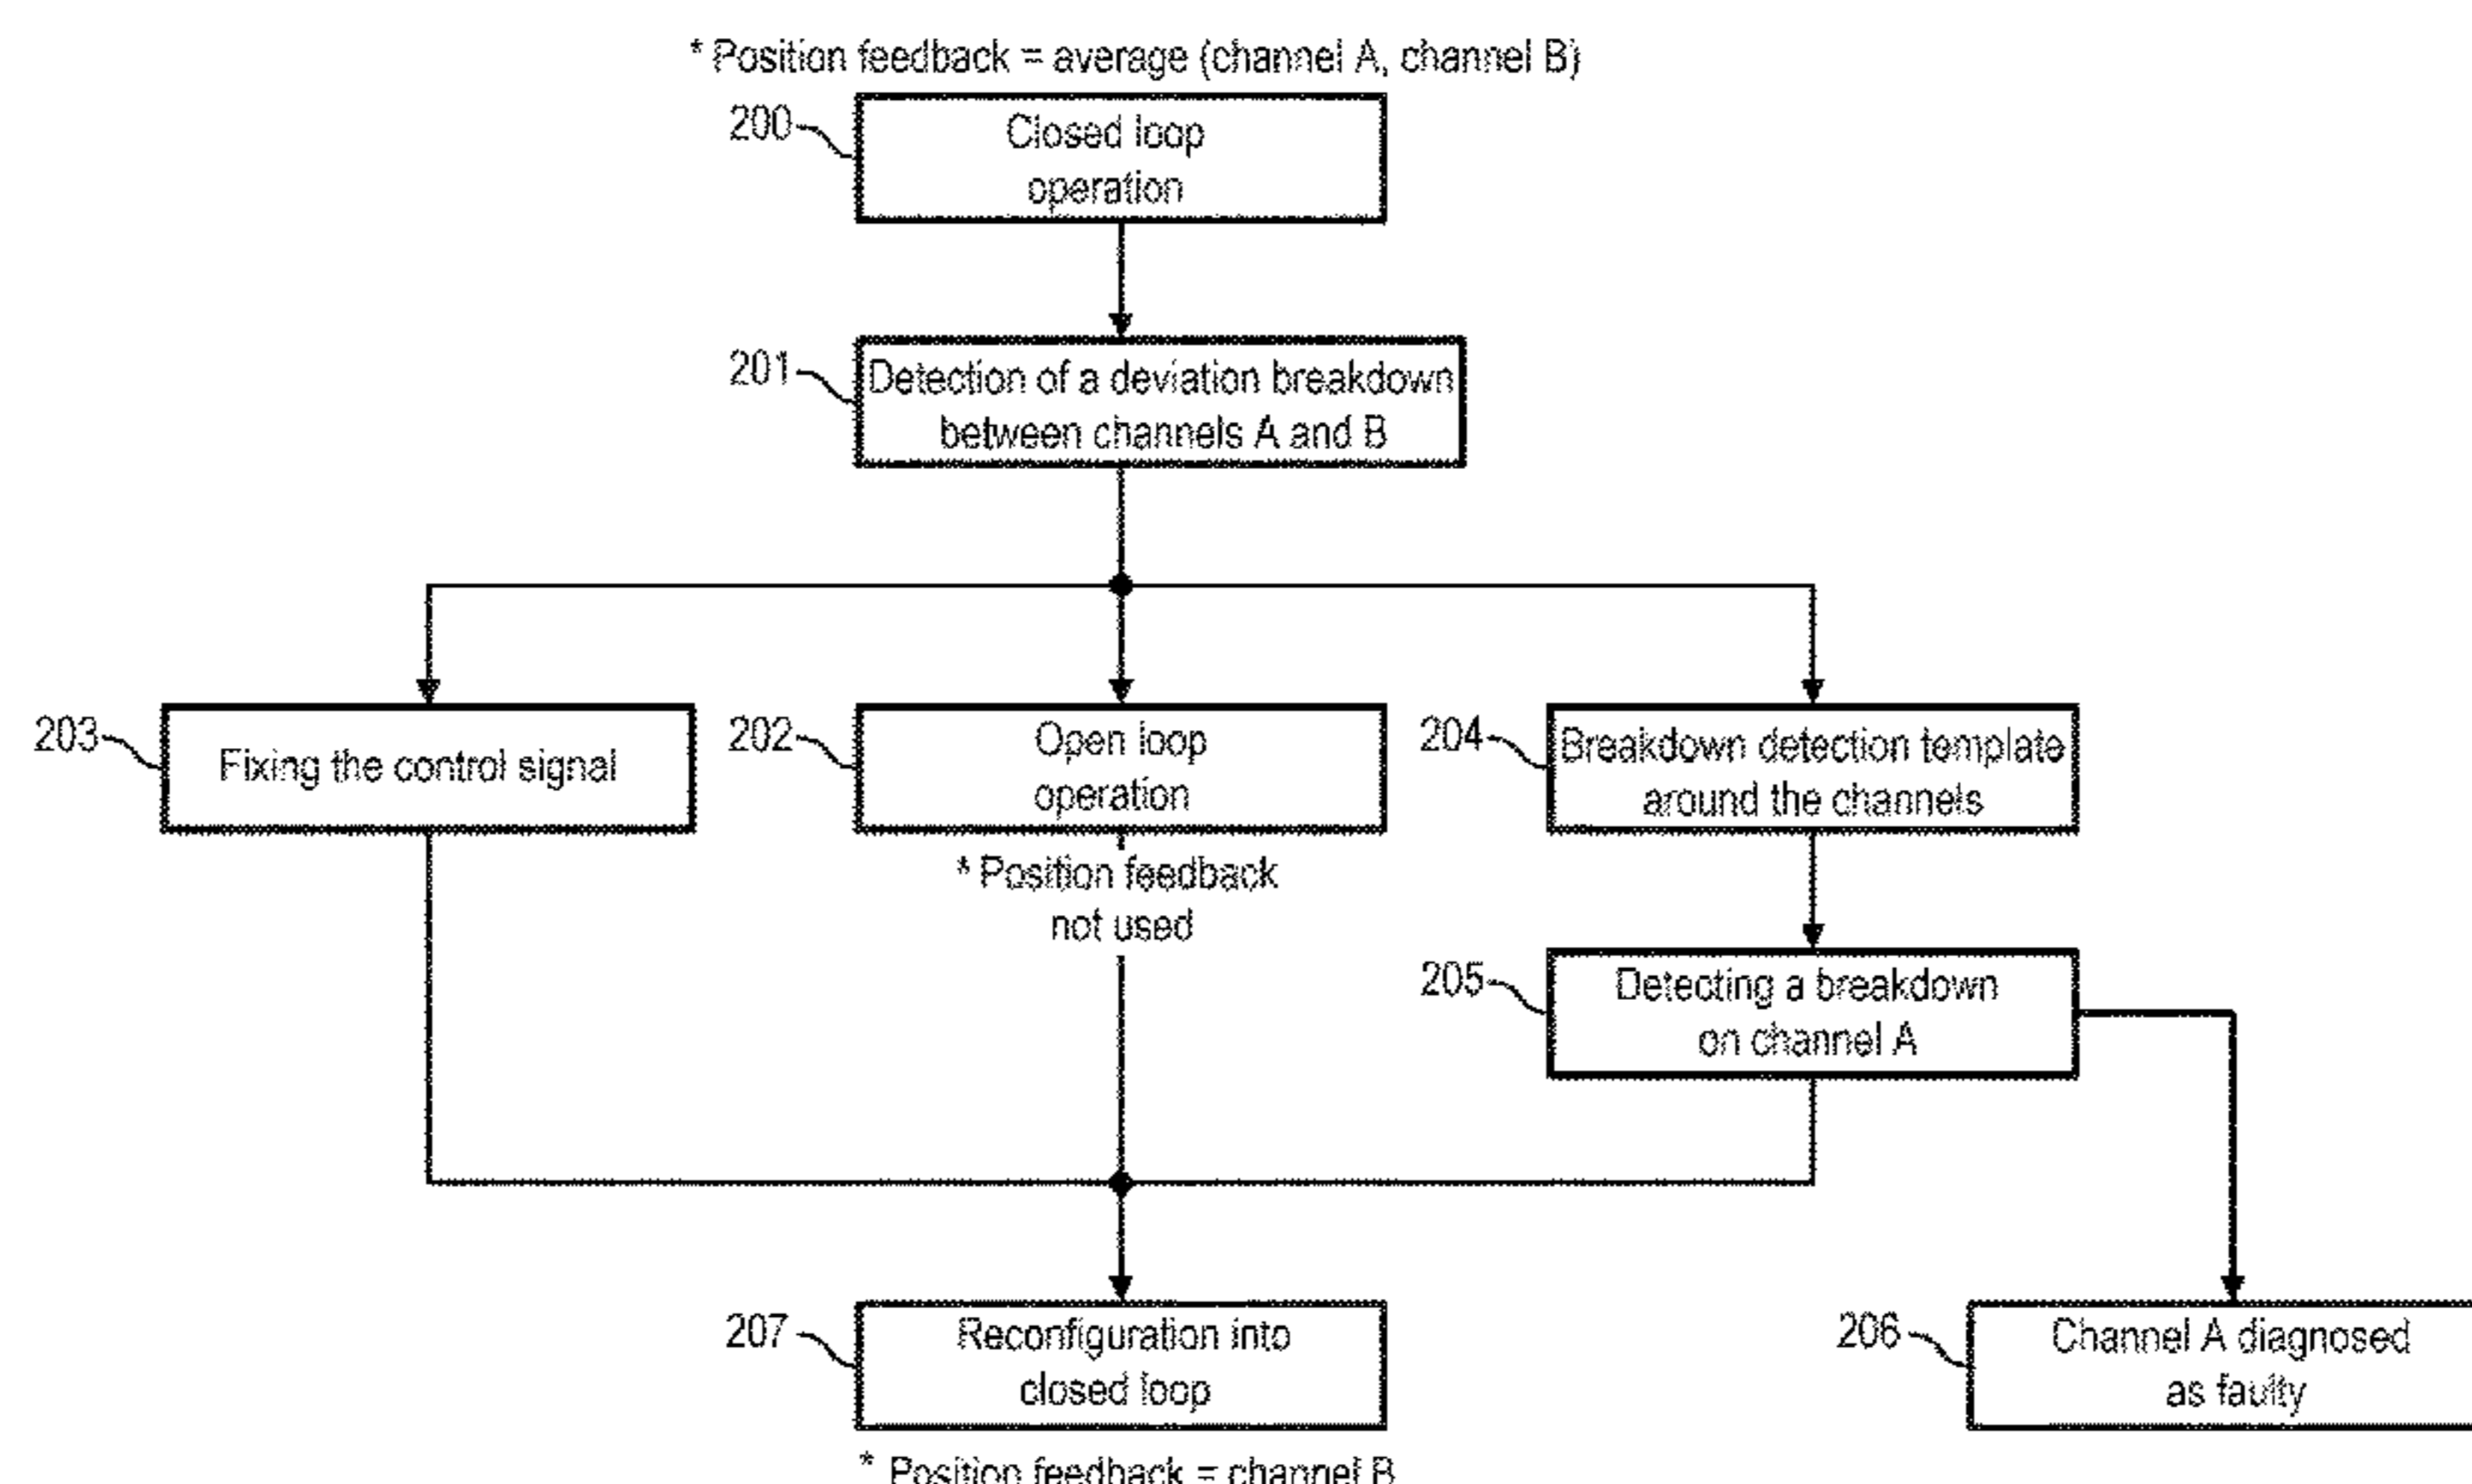 * Position feedback = average (channel A, channel B)
200
Closed loop
operation
201
Detection of a deviation breakdown
between channels A and B
203
Fixing the control signal
202
Open loop
operation
204
Breakdown detection template
around the channels
* Position feedback
not used
205
Detecting a breakdown
on channel A
207
Reconfiguration into
closed loop
206
Channel A diagnosed
as faulty
* Position feedback = channel B